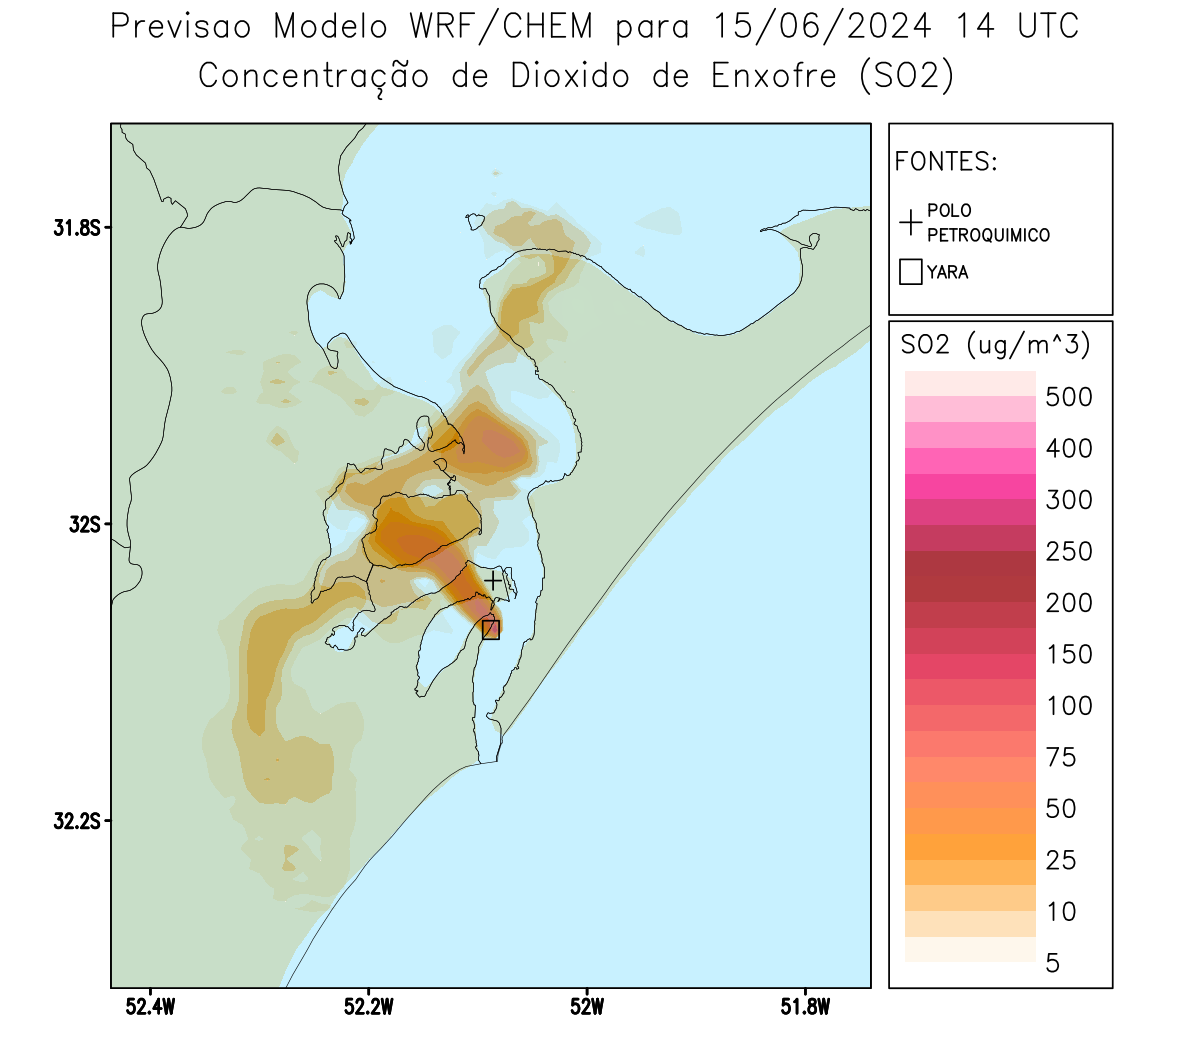 Previsao Modelo WRF/CHEM para 15/06/2024 14 UTC
Concentração de Dioxido de Enxofre (SO2)
FONTES:
POLO
PETROQUIMICO
YARA
31.8S
32S
32.2S
52.4W
52.2W
52W
51.8W
SO2 (ug/m^3)
500
400
300
250
200
150
100
75
50
25
10
5